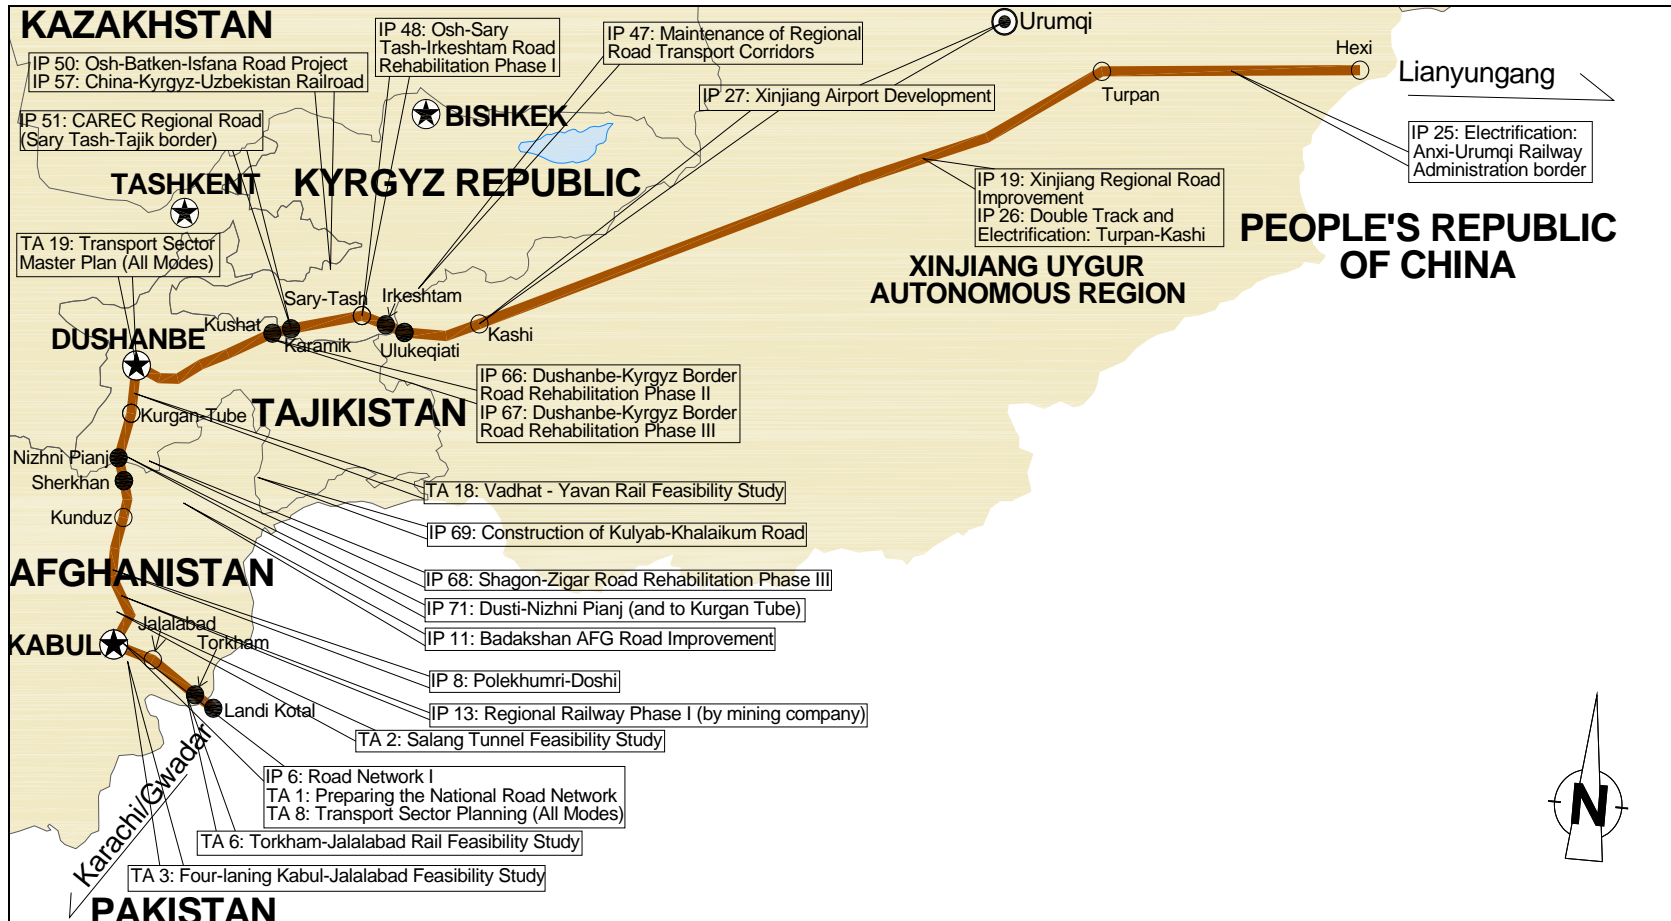 KAZAKHSTAN
IP 50: Osh-Batken-Isfana Road Project
IP 57: China-Kyrgyz-Uzbekistan Railroad
IP 48: Osh-Sary
Tash-Irkeshtam Road
Rehabilitation Phase I
IP 47: Maintenance of Regional
Road Transport Corridors
Urumqi
Hexi
Lianyungang
IP 27: Xinjiang Airport Development
Turpan
BISHKEK
IP 51: CAREC Regional Road
(Sary Tash-Tajik border)
IP 25: Electrification:
Anxi-Urumqi Railway
Administration border
TASHKENT
KYRGYZ REPUBLIC
IP 19: Xinjiang Regional Road
Improvement
IP 26: Double Track and
Electrification: Turpan-Kashi
PEOPLE'S REPUBLIC
OF CHINA
TA 19: Transport Sector
Master Plan (All Modes)
XINJIANG UYGUR
AUTONOMOUS REGION
Sary-Tash
Irkeshtam
Kushat
Karamik
Ulukeqiati
Kashi
DUSHANBE
IP 66: Dushanbe-Kyrgyz Border
Road Rehabilitation Phase II
IP 67: Dushanbe-Kyrgyz Border
Road Rehabilitation Phase III
Kurgan-Tube
TAJIKISTAN
Nizhni Pianj
Sherkhan
TA 18: Vadhat - Yavan Rail Feasibility Study
Kunduz
IP 69: Construction of Kulyab-Khalaikum Road
AFGHANISTAN
IP 68: Shagon-Zigar Road Rehabilitation Phase III
IP 71: Dusti-Nizhni Pianj (and to Kurgan Tube)
Jalalabad
Torkham
IP 11: Badakshan AFG Road Improvement
KABUL
IP 8: Polekhumri-Doshi
Landi Kotal
IP 13: Regional Railway Phase I (by mining company)
TA 2: Salang Tunnel Feasibility Study
Karachi/Gwadar
IP 6: Road Network I
TA 1: Preparing the National Road Network
TA 8: Transport Sector Planning (All Modes)
N
TA 6: Torkham-Jalalabad Rail Feasibility Study
TA 3: Four-laning Kabul-Jalalabad Feasibility Study
PAKISTAN